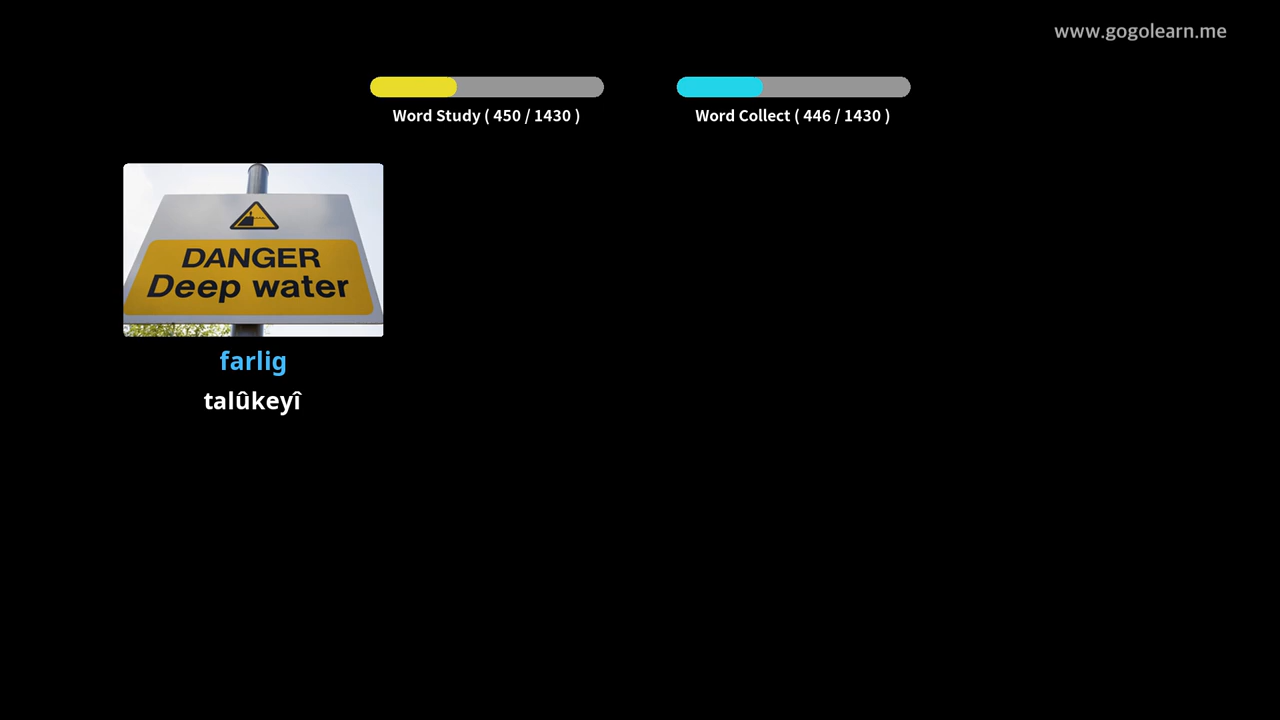 www.gogolearn.me
Word Study ( 450 / 1430 )
Word Collect ( 446 / 1430 )
DANGER
Deep water
farlig
talûkeyî